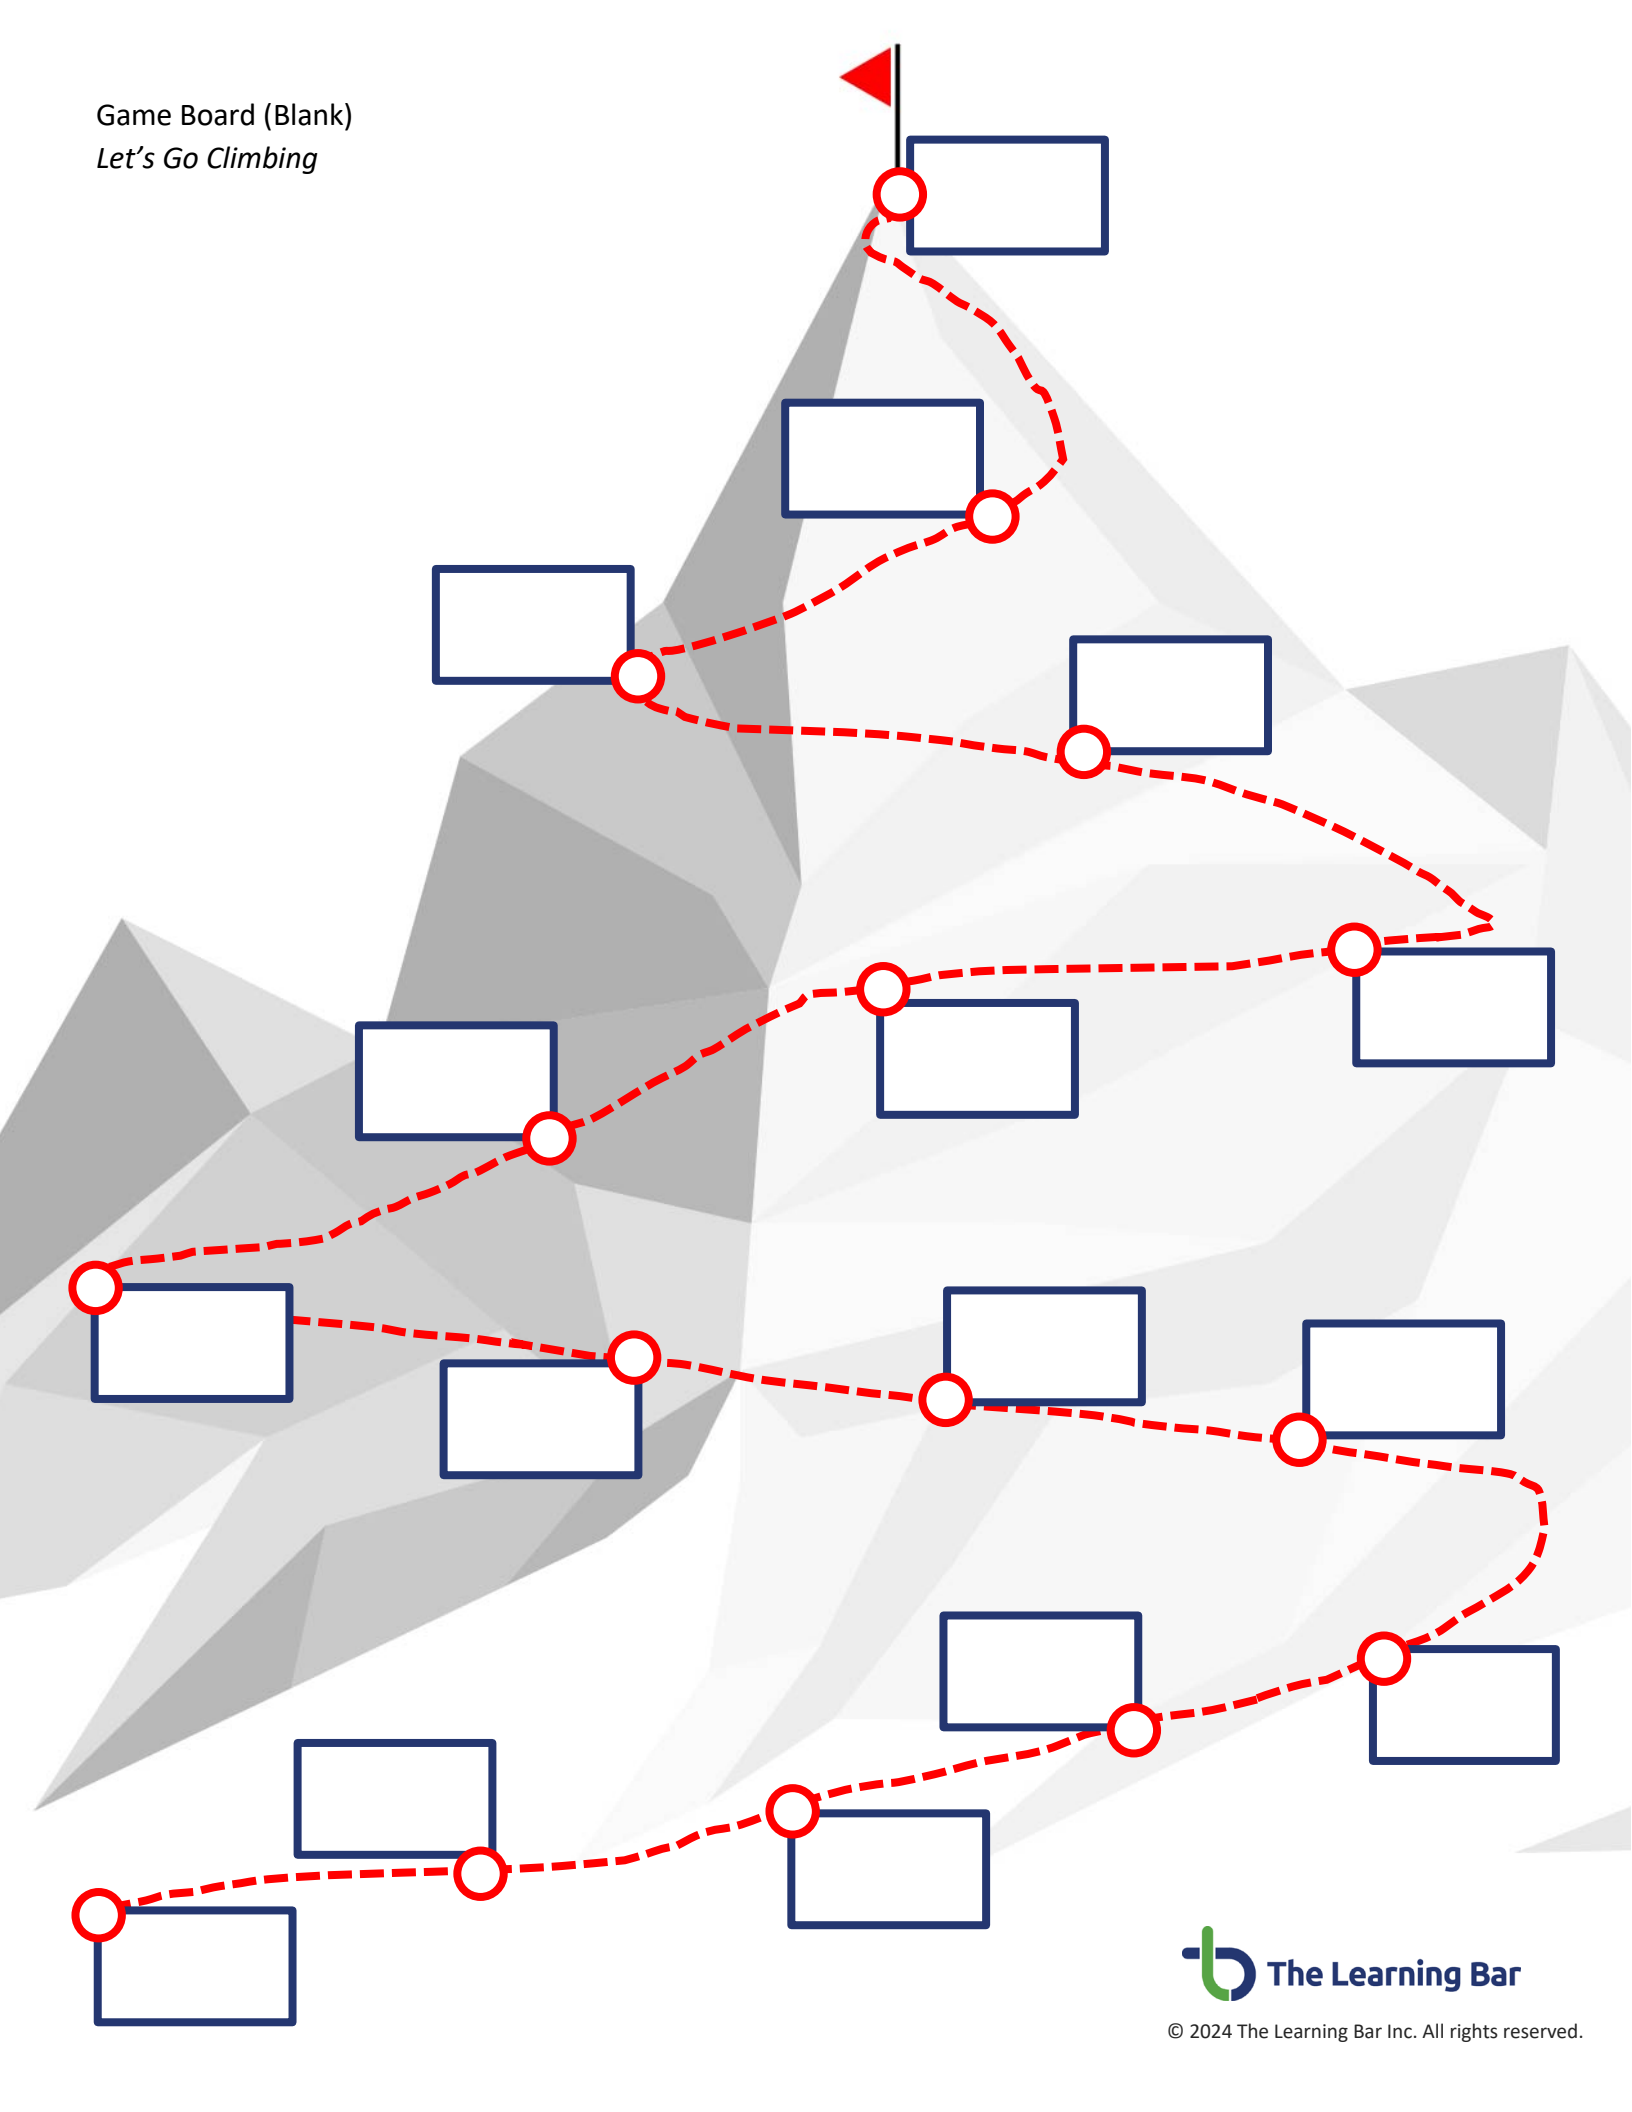 Game Board (Blank)
Let's Go Climbing
The Learning Bar
© 2024 The Learning Bar Inc. All rights reserved.